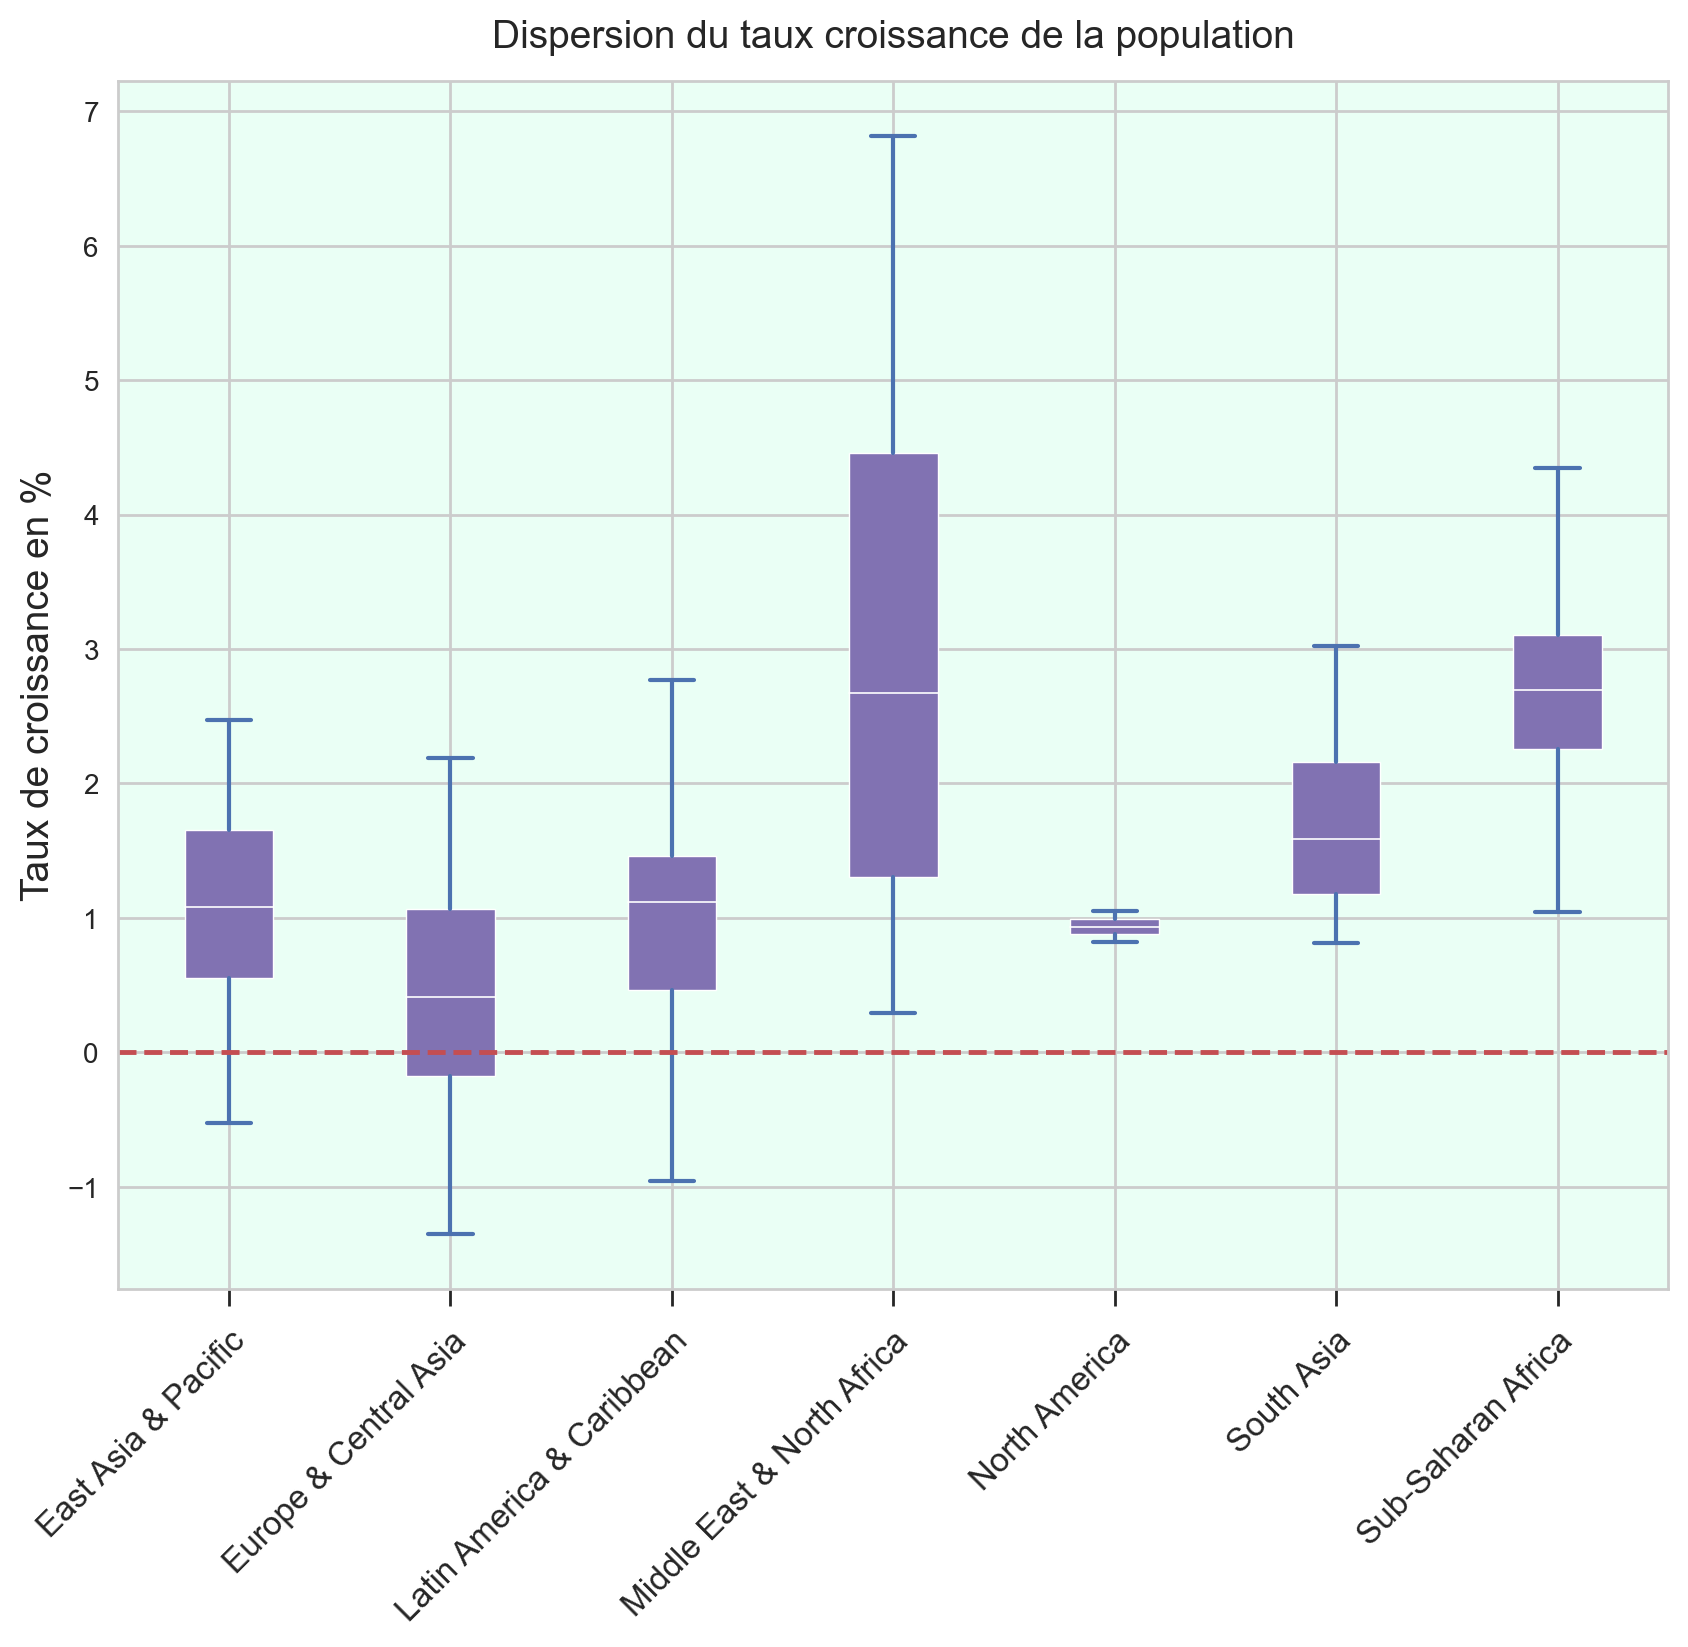 Dispersion du taux croissance de la population
Taux de croissance en %
7
6
5
4
3
2
1
0
−1
East Asia & Pacific
Europe & Central Asia
Latin America & Caribbean
Middle East & North Africa
North America
South Asia
Sub-Saharan Africa